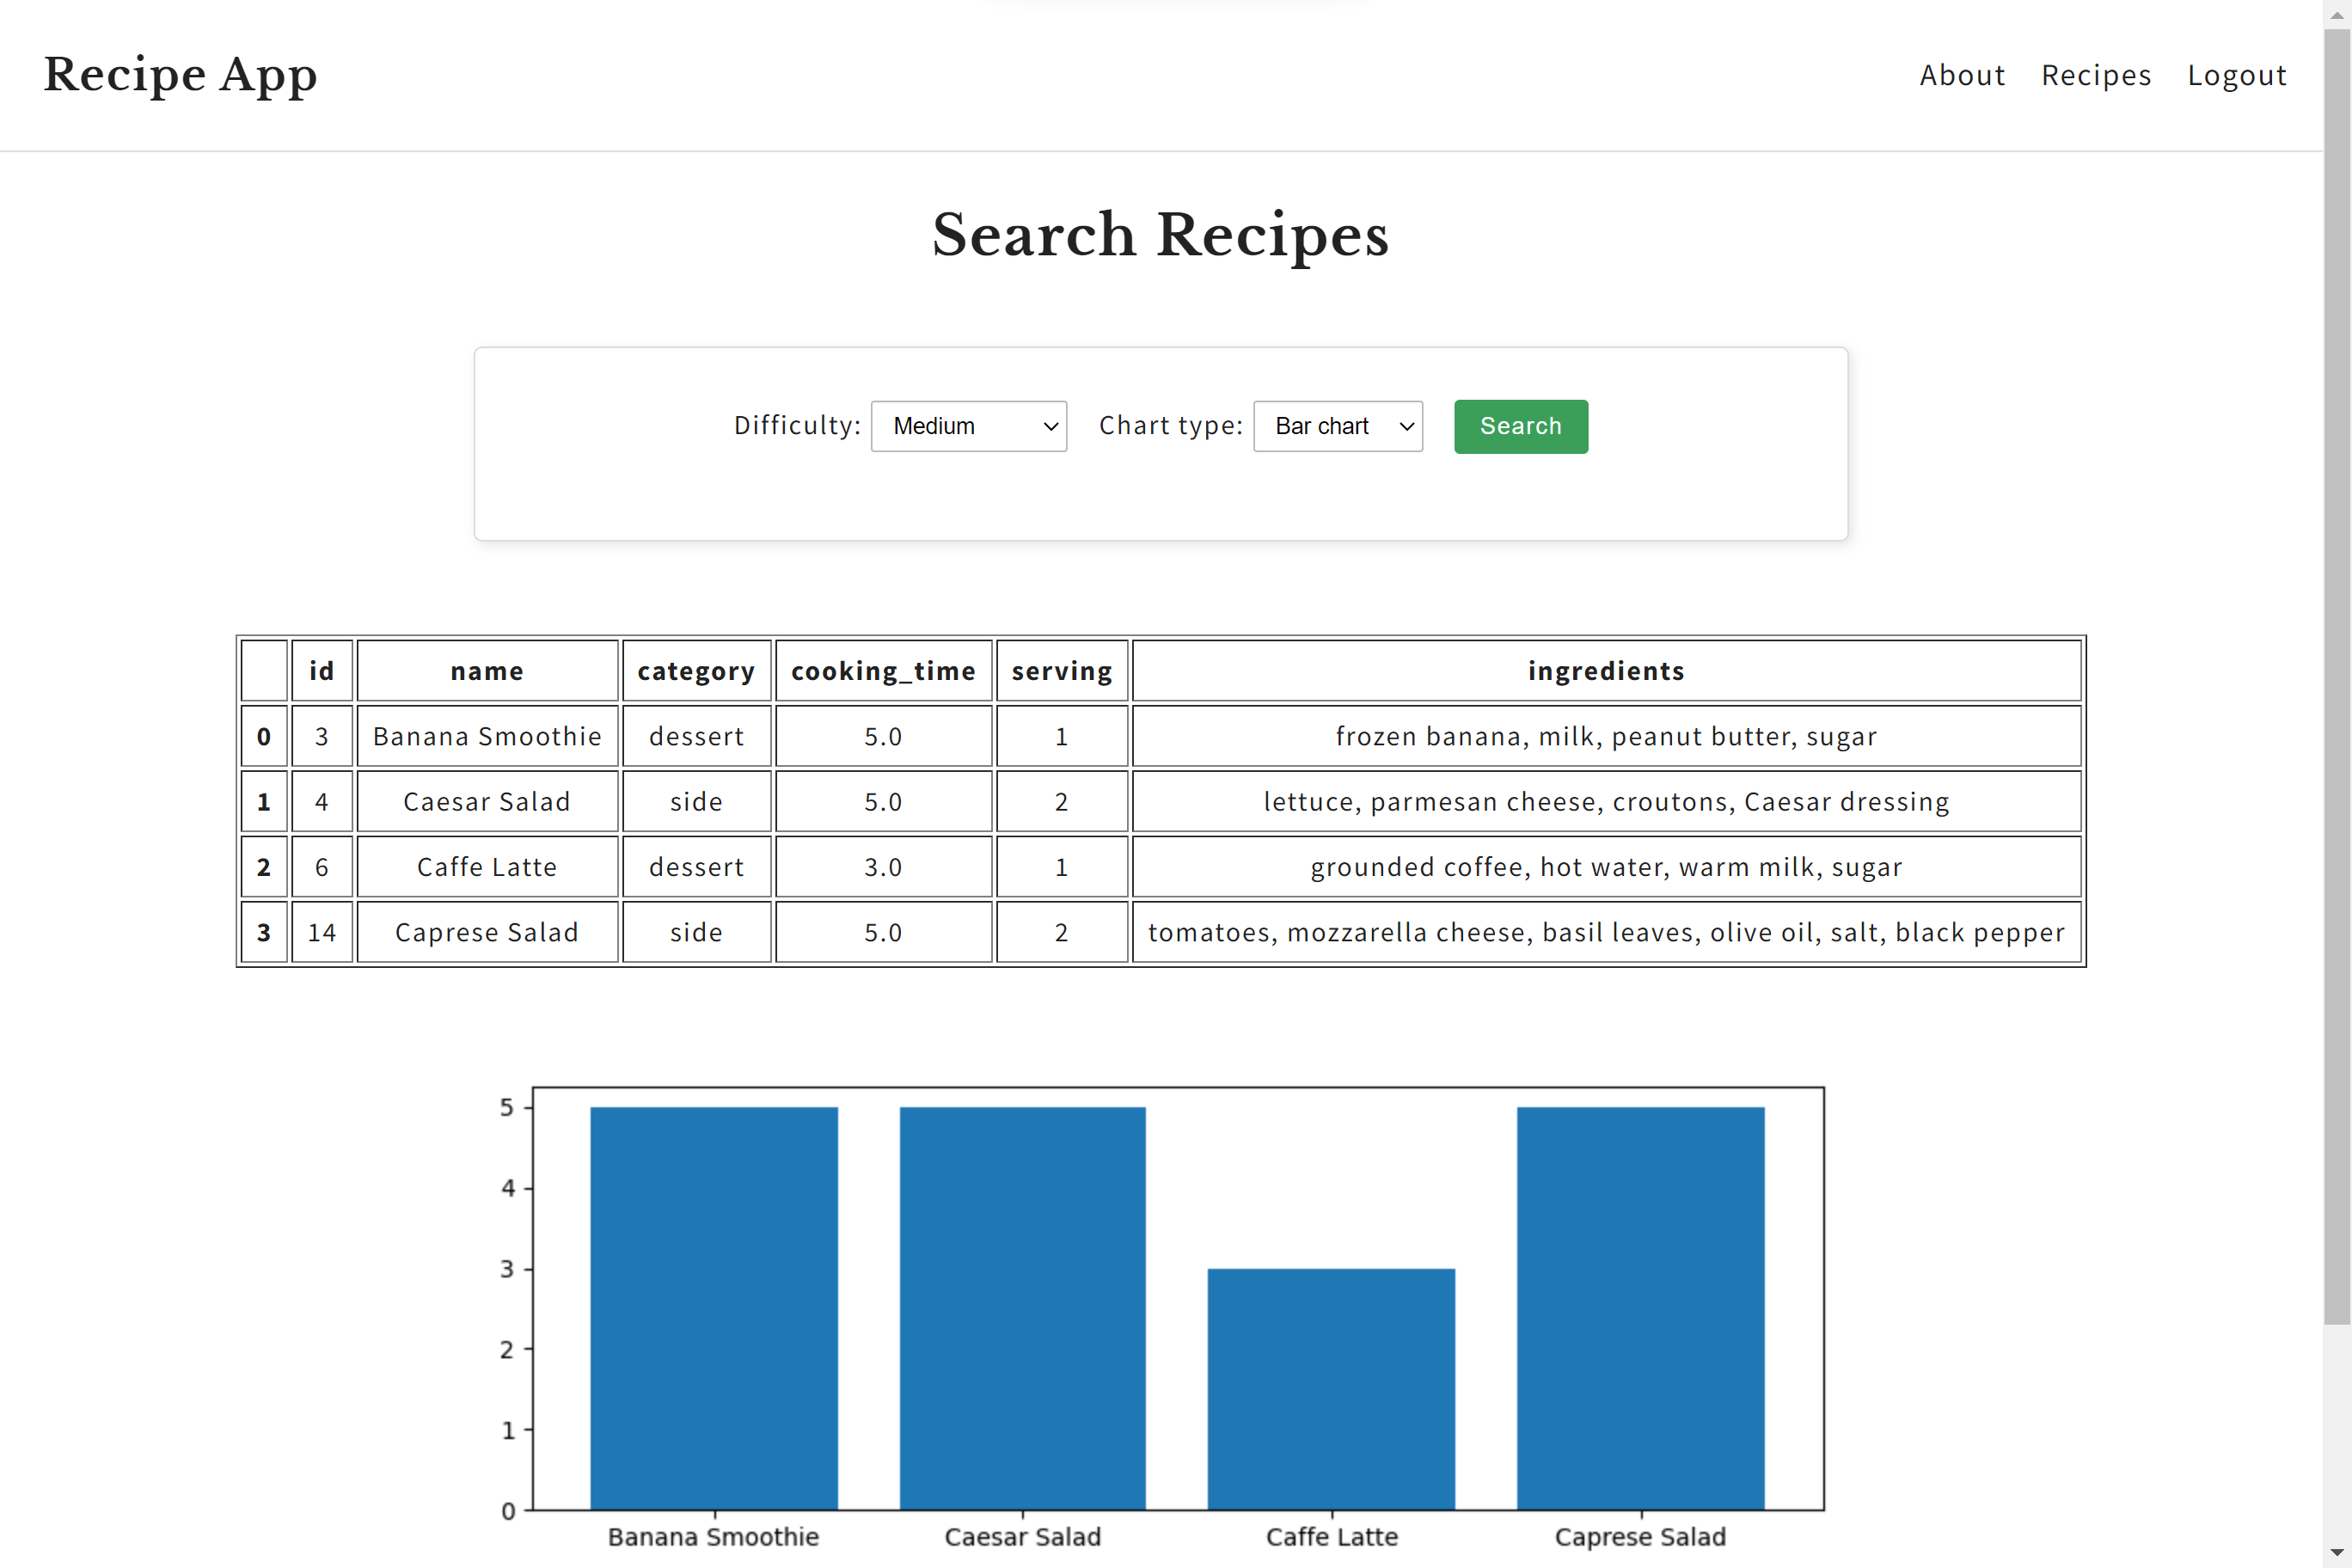 Recipe App About Recipes Logout
Search Recipes
Difficulty: Medium Chart type: Bar chart Search
id name category cooking_time serving ingredients
0 3 Banana Smoothie dessert 5.0 1 frozen banana, milk, peanut butter, sugar
1 4 Caesar Salad side 5.0 2 lettuce, parmesan cheese, croutons, Caesar dressing
2 6 Caffe Latte dessert 3.0 1 grounded coffee, hot water, warm milk, sugar
3 14 Caprese Salad side 5.0 2 tomatoes, mozzarella cheese, basil leaves, olive oil, salt, black pepper
5
4
3
2
1
0
Banana Smoothie Caesar Salad Caffe Latte Caprese Salad